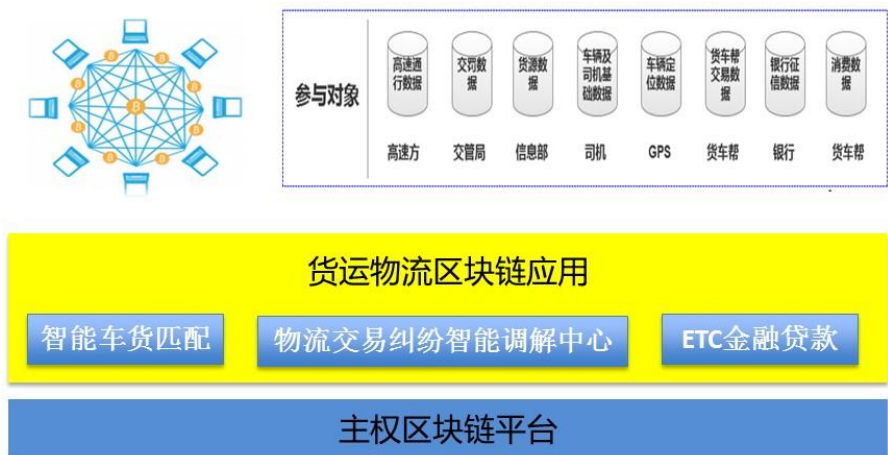 参与对象
高速通
行数据
交罚数
据
货源数
据
车辆及
司机基
础数据
车辆定
位数据
货车帮
交易数
据
银行征
信数据
消费数
据
高速方
交管局
信息部
司机
GPS
货车帮
银行
货车帮
货运物流区块链应用
智能车货匹配
物流交易纠纷智能调解中心
ETC金融贷款
主权区块链平台